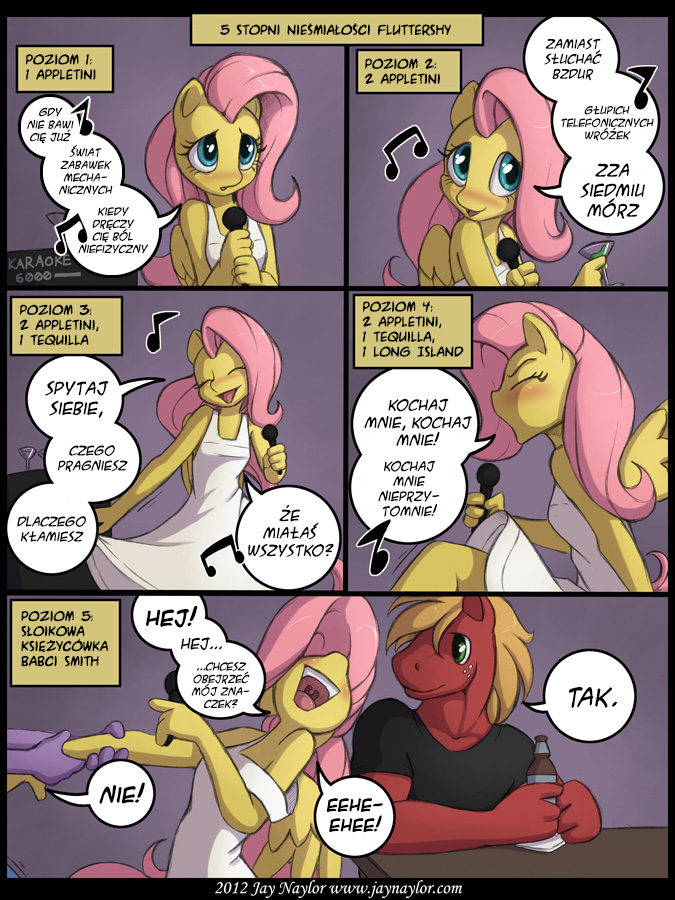 5 STOPNI NIEŚMIAŁOŚCI FLUTTERSHY
POZIOM 1:
1 APPLETINI
GDY
NIE BAWI
CIĘ JUŻ
ŚWIAT
ZABAWEK
MECHA-
NICZNYCH
KIEDY
DRĘCZY
CIĘ BÓL
NIEFIZYCZNY
KARAOKE
6000
POZIOM 2:
2 APPLETINI
ZAMIAST
SŁUCHAĆ
BZDUR
GŁUPICH
TELEFONICZNYCH
WRÓŻEK
ZZA
SIEDMIU
MÓRZ
POZIOM 3:
2 APPLETINI,
1 TEQUILLA
SPYTAJ
SIEBIE,
CZEGO
PRAGNIESZ
DLACZEGO
KŁAMIESZ
ŻE
MIAŁAŚ
WSZYSTKO?
POZIOM 4:
2 APPLETINI,
1 TEQUILLA,
1 LONG ISLAND
KOCHAJ
MNIE, KOCHAJ
MNIE!
KOCHAJ
MNIE
NIEPRZY-
TOMNIE!
POZIOM 5:
SŁOIKOWA
KSIĘŻYCÓWKA
BABCI SMITH
HEJ!
HEJ...
...CHCESZ
OBEJRZEĆ
MÓJ ZNA-
CZEK?
TAK.
NIE!
EEHE-
EHEE!
2012 Jay Naylor www.jaynaylor.com